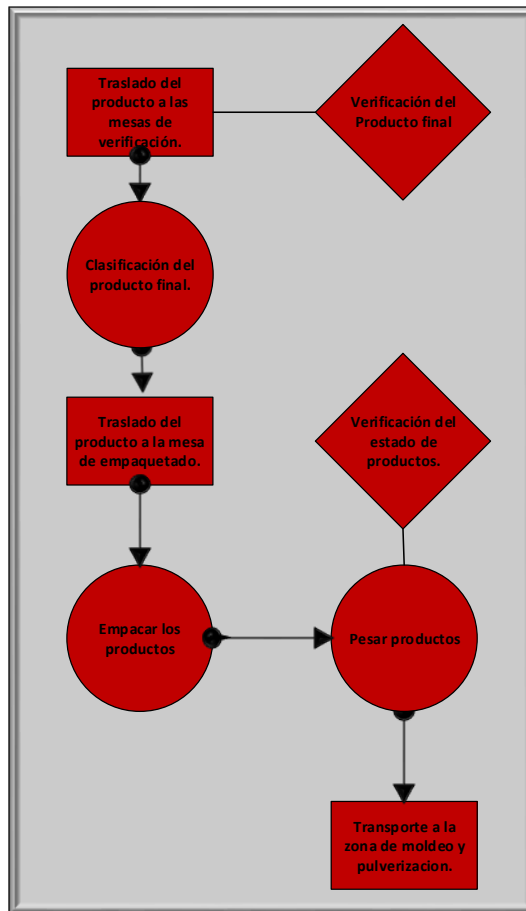 Traslado del
producto a las
mesas de
verificación.
Verificación del
Producto final
Clasificación del
producto final.
Traslado del
producto a la mesa
de empaquetado.
Verificación del
estado de
productos.
Empacar los
productos
Pesar productos
Transporte a la
zona de moldeo y
pulverizacion.